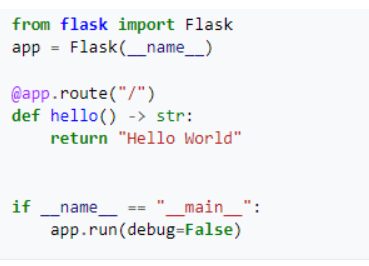 from flask import Flask
app = Flask(__name__)
@app.route("/")
def hello() -> str:
    return "Hello World"
if __name__ == "__main__":
    app.run(debug=False)